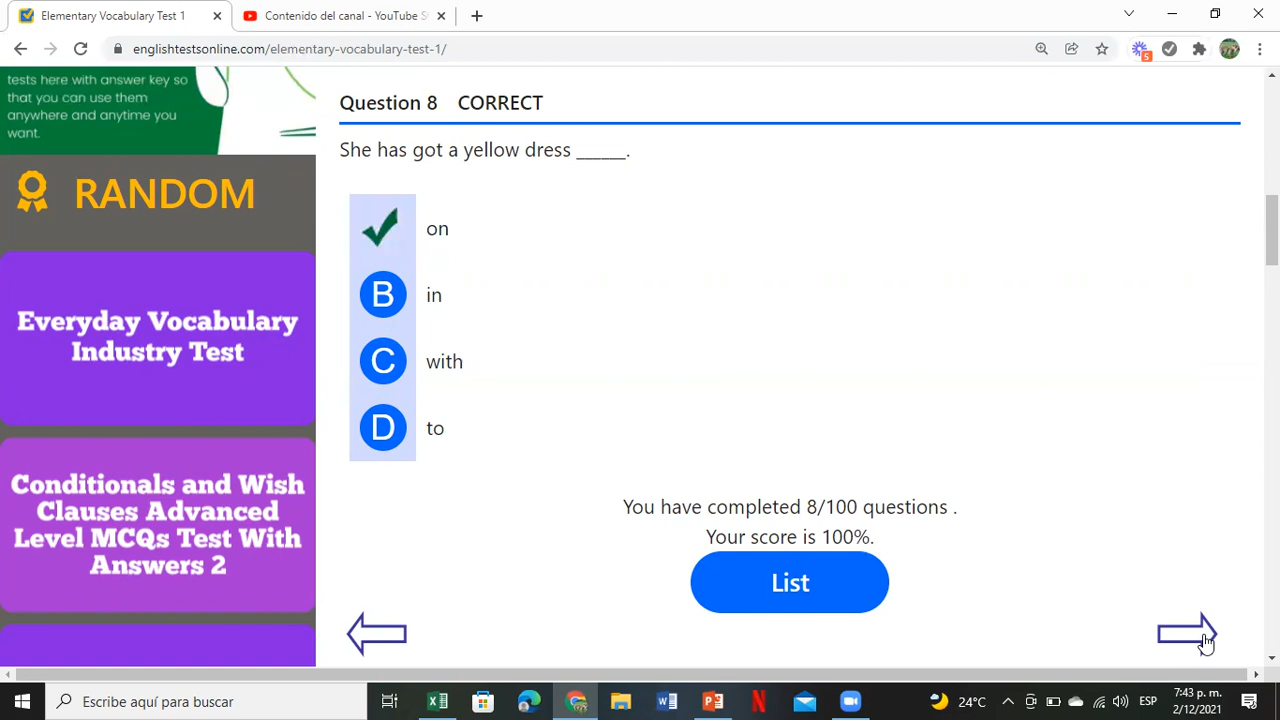 Elementary Vocabulary Test 1
Contenido del canal - YouTube S
englishtestsonline.com/elementary-vocabulary-test-1/
5
tests here with answer key so
that you can use them
anywhere and anytime you
want.
RANDOM
Everyday Vocabulary
Industry Test
Conditionals and Wish
Clauses Advanced
Level MCQs Test With
Answers 2
Question 8 CORRECT
She has got a yellow dress ______.
on
B in
C with
D to
You have completed 8/100 questions .
Your score is 100%.
List
Escribe aquí para buscar
24°C
ESP
7:43 p. m.
2/12/2021